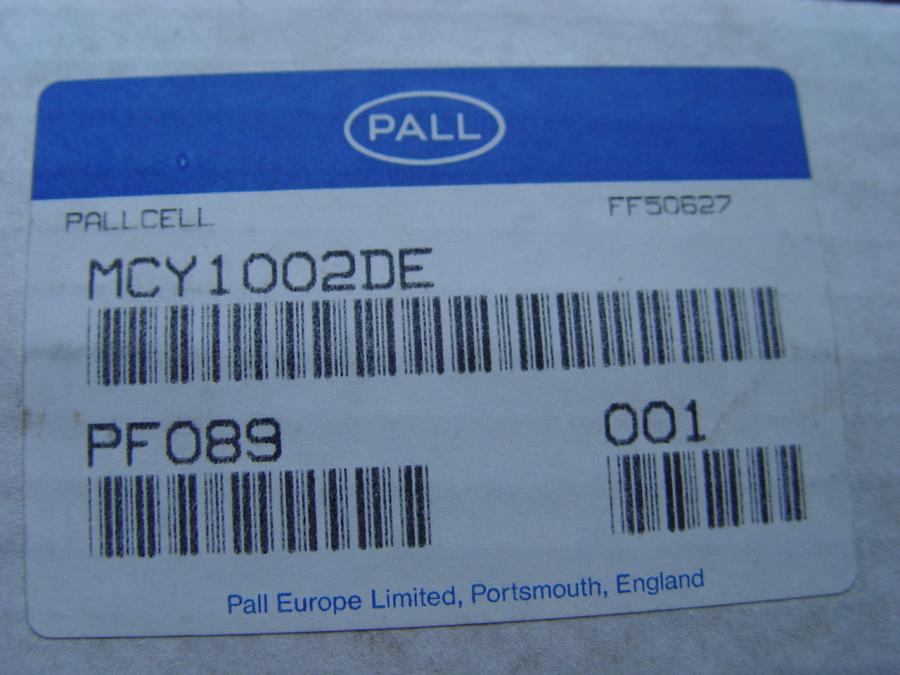 PALL
PALLCELL FF50627
MCY1002DE
PF089 001
Pall Europe Limited, Portsmouth, England